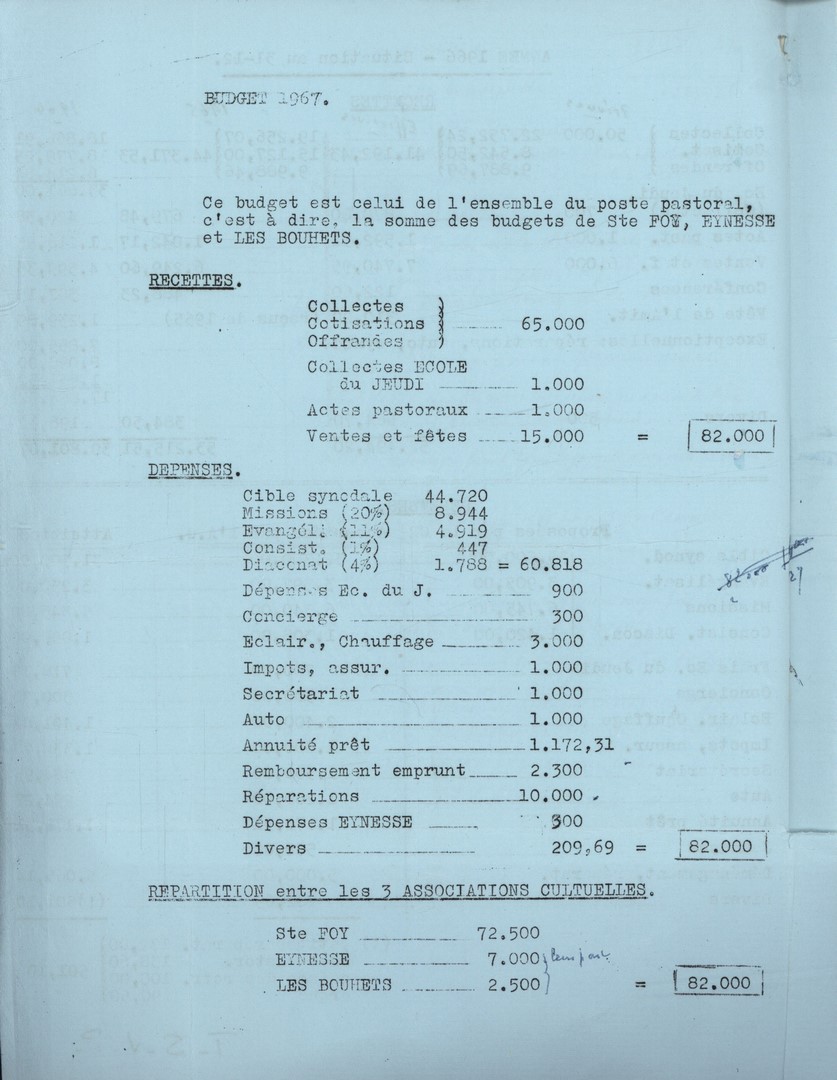 BUDGET 1967.
Ce budget est celui de l'ensemble du poste pastoral,
c'est à dire, la somme des budgets de Ste FOY, EYNESSE
et LES BOUHETS.
RECETTES.
Collectes )
Cotisations ) ------ 65.000
Offrandes )
Collectes ECOLE
du JEUDI ------ 1.000
Actes pastoraux ------ 1.000
Ventes et fêtes ------ 15.000 = 82.000
DEPENSES.
Cible synodale 44.720
Missions (20%) 8.944
Evangéli (11%) 4.919
Consist. (1%) 447
Diaconat (4%) 1.788 = 60.818
Dépenses Ec. du J. ------ 900
Concierge ------ 300
Eclair., Chauffage ------ 3.000
Impots, assur. ------ 1.000
Secrétariat ------ 1.000
Auto ------ 1.000
Annuité prêt ------ 1.172,31
Remboursement emprunt ------ 2.300
Réparations ------ 10.000
Dépenses EYNESSE ------ 300
Divers ------ 209,69 = 82.000
REPARTITION entre les 3 ASSOCIATIONS CULTUELLES.
Ste FOY ------ 72.500
EYNESSE ------ 7.000
LES BOUHETS ------ 2.500 = 82.000